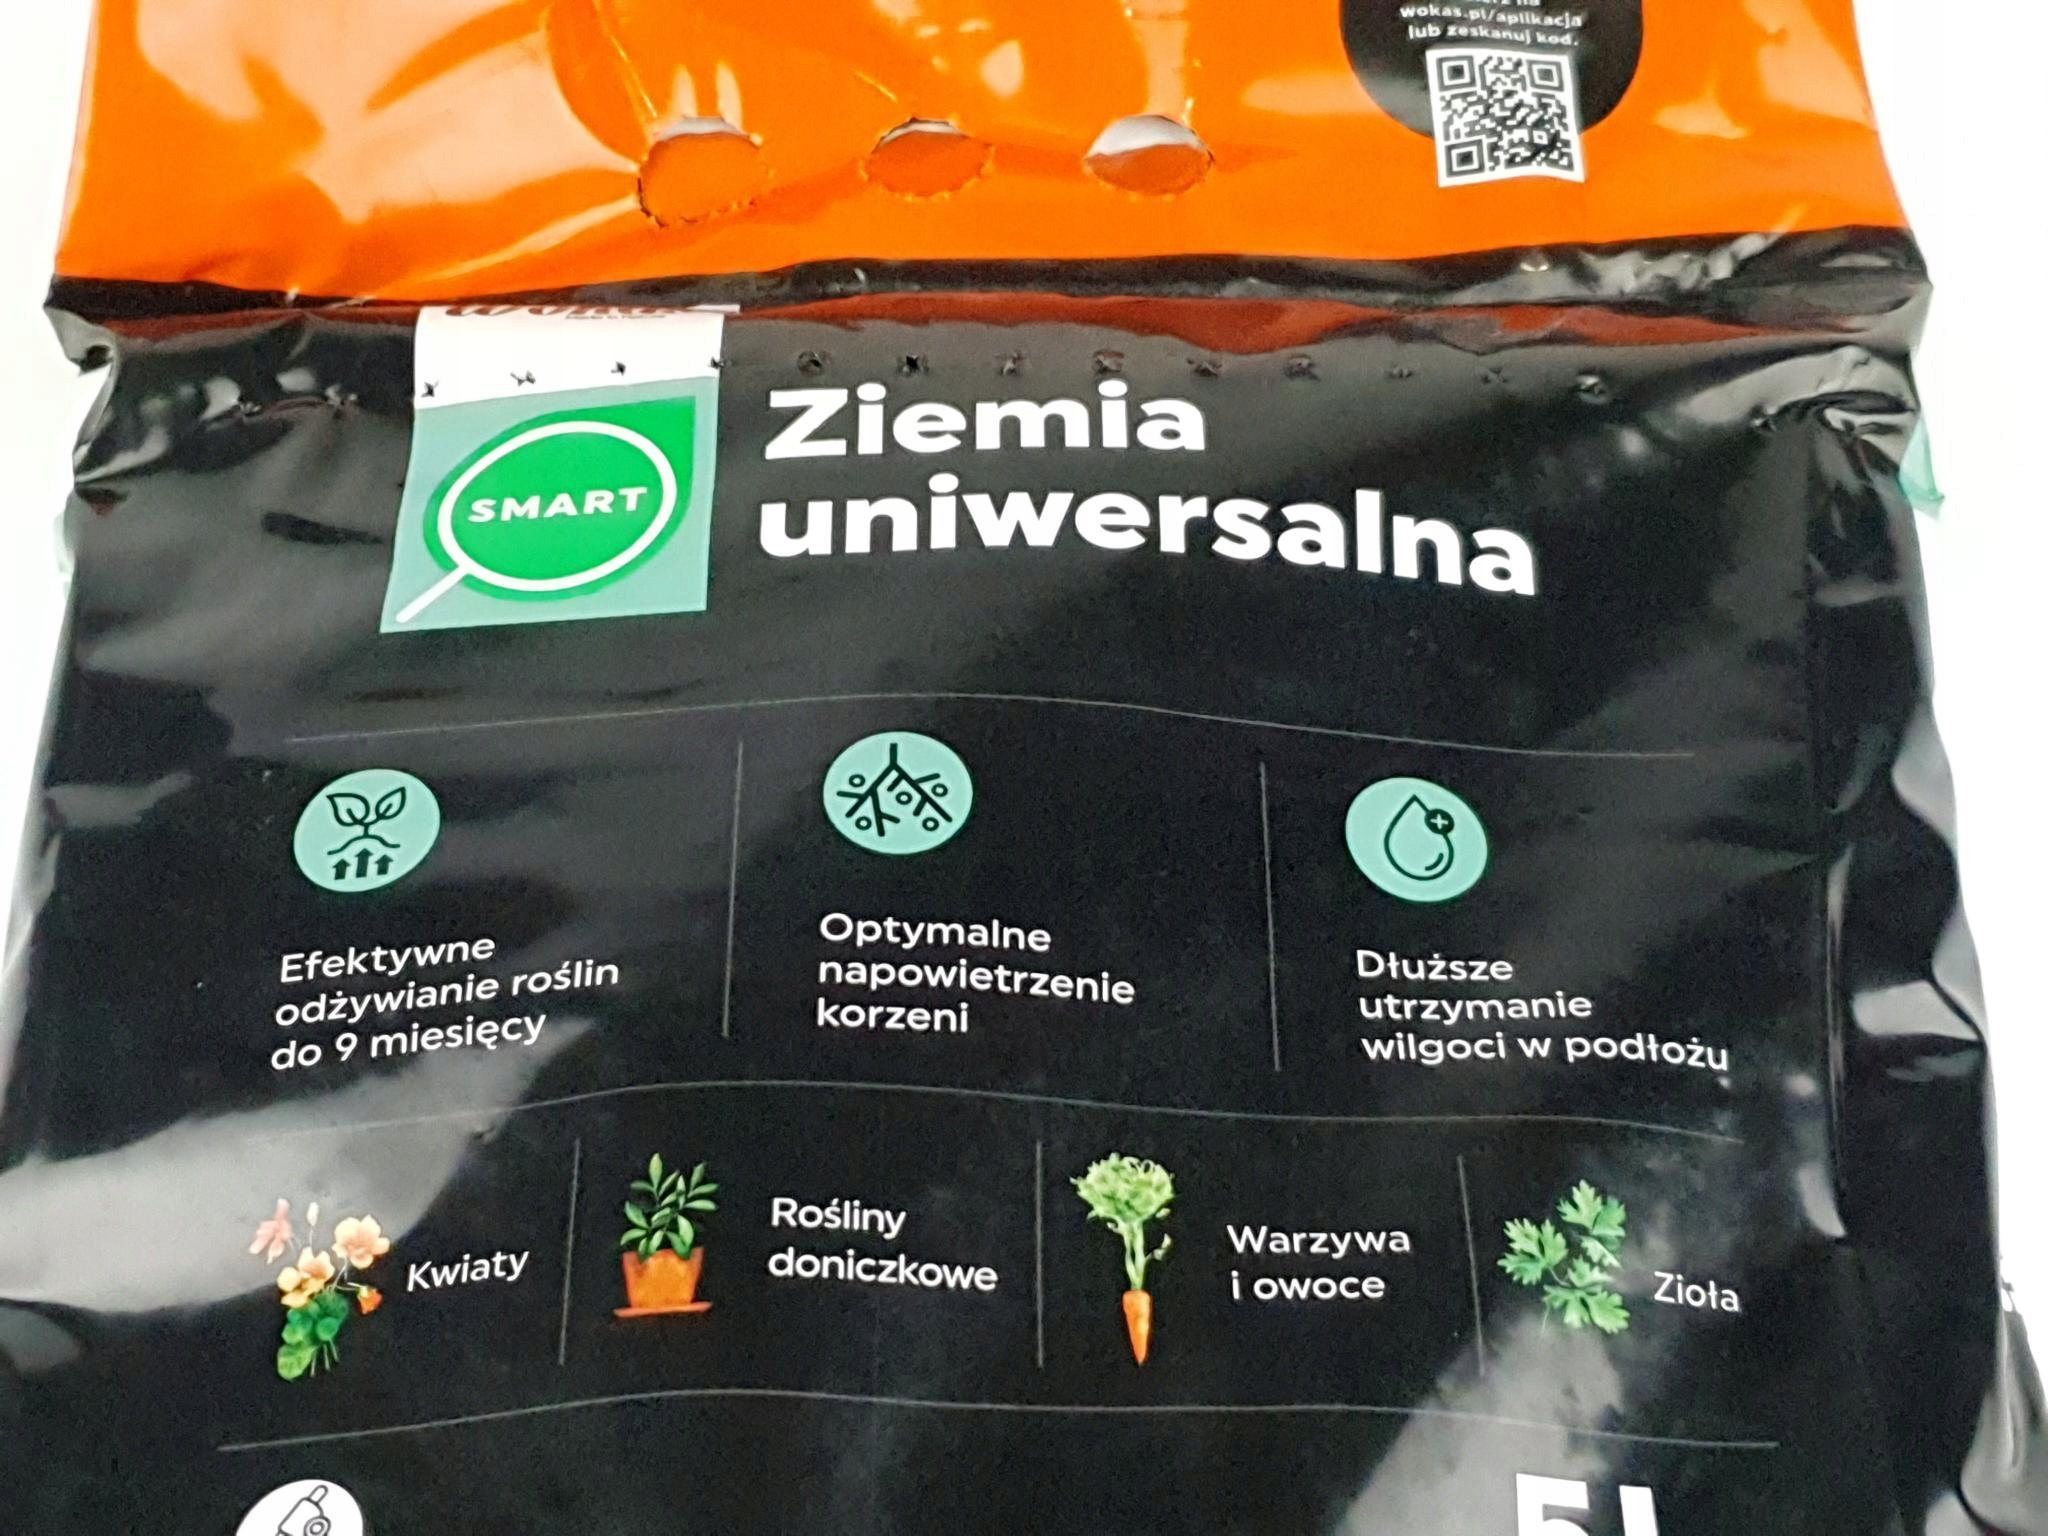 wokas.pl/aplikacja
lub zeskanuj kod.
SMART
Ziemia
uniwersalna
Efektywne
odżywianie roślin
do 9 miesięcy
Optymalne
napowietrzenie
korzeni
Dłuższe
utrzymanie
wilgoci w podłożu
Kwiaty
Rośliny
doniczkowe
Warzywa
i owoce
Zioła